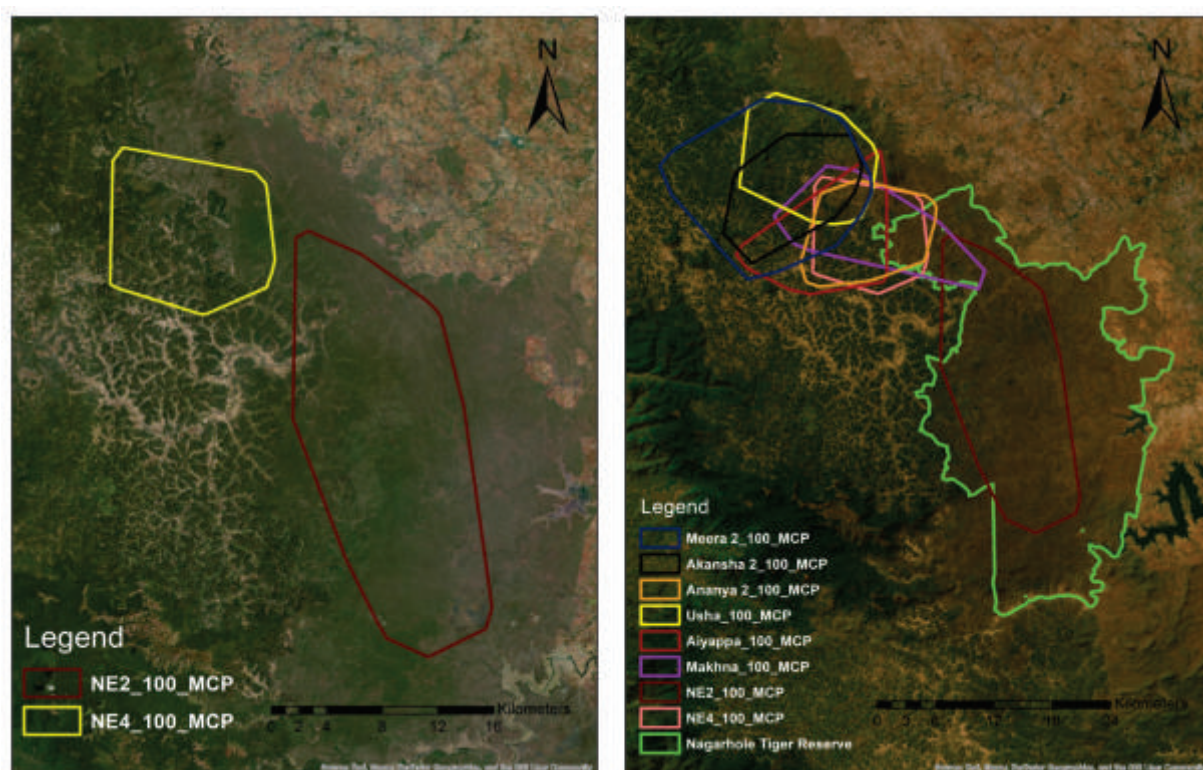 N
Legend
NE2_100_MCP
NE4_100_MCP
Kilometers
0 2 4 8 12 16
N
Legend
Meera 2_100_MCP
Akansha 2_100_MCP
Ananya 2_100_MCP
Usha_100_MCP
Aiyappa_100_MCP
Makhna_100_MCP
NE2_100_MCP
NE4_100_MCP
Nagarhole Tiger Reserve
Kilometers
0 3 6 12 18 24